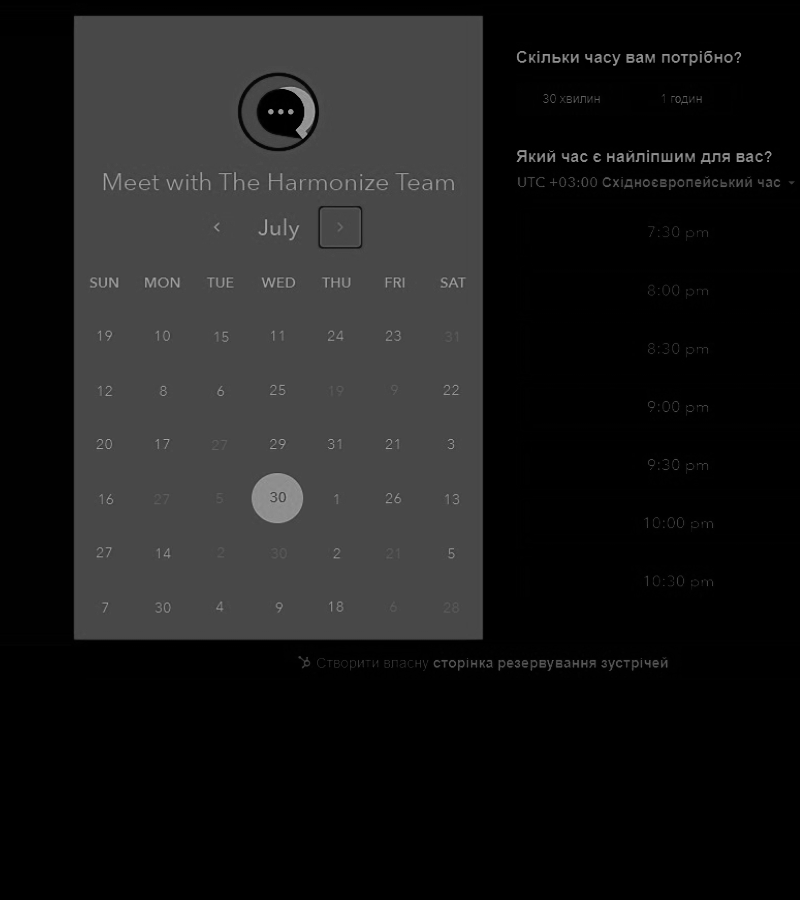 Meet with The Harmonize Team
July
SUN MON TUE WED THU FRI SAT
19 10 15 11 24 23 31
12 8 6 25 19 9 22
20 17 27 29 31 21 3
16 27 5 30 1 26 13
27 14 2 30 2 21 5
7 30 4 9 18 6 28
Скільки часу вам потрібно?
30 хвилин 1 годин
Який час є найліпшим для вас?
UTC +03:00 Східноєвропейський час
7:30 pm
8:00 pm
8:30 pm
9:00 pm
9:30 pm
10:00 pm
10:30 pm
Створити власну сторінка резервування зустрічей